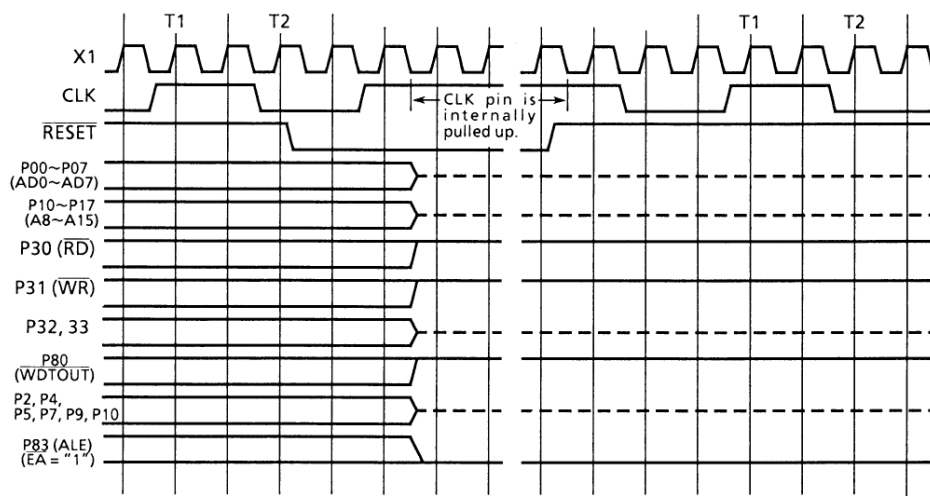 T1 T2 T1 T2
X1
CLK
CLK pin is
internally
pulled up.
RESET
P00~P07
(AD0~AD7)
P10~P17
(A8~A15)
P30 (RD)
P31 (WR)
P32, 33
P80
(WDTOUT)
P2, P4,
P5, P7, P9, P10
P83 (ALE)
(EA = "1")